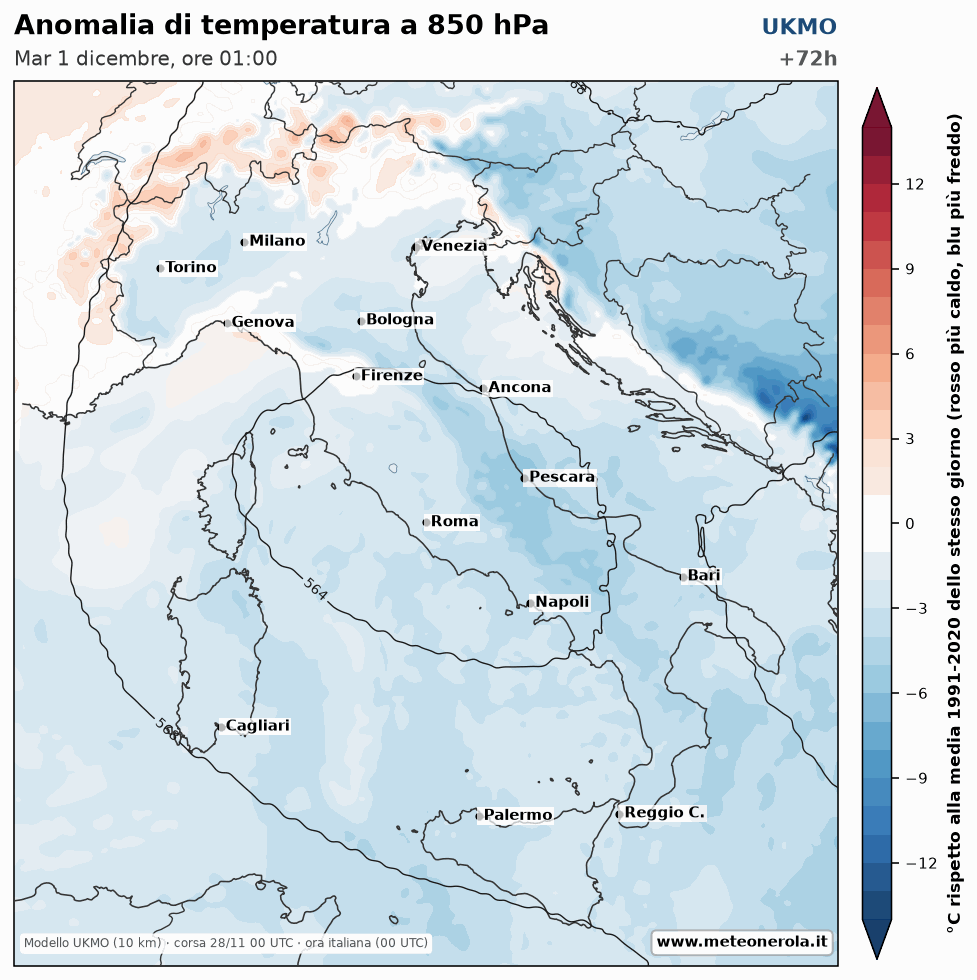 Anomalia di temperatura a 850 hPa
UKMO
Mar 1 dicembre, ore 01:00
+72h
Milano
Venezia
Torino
Genova
Bologna
Firenze
Ancona
Pescara
Roma
Bari
564
Napoli
Cagliari
Palermo
Reggio C.
12
9
6
3
0
−3
−6
−9
−12
°C rispetto alla media 1991-2020 dello stesso giorno (rosso più caldo, blu più freddo)
Modello UKMO (10 km) · corsa 28/11 00 UTC · ora italiana (00 UTC)
www.meteonerola.it